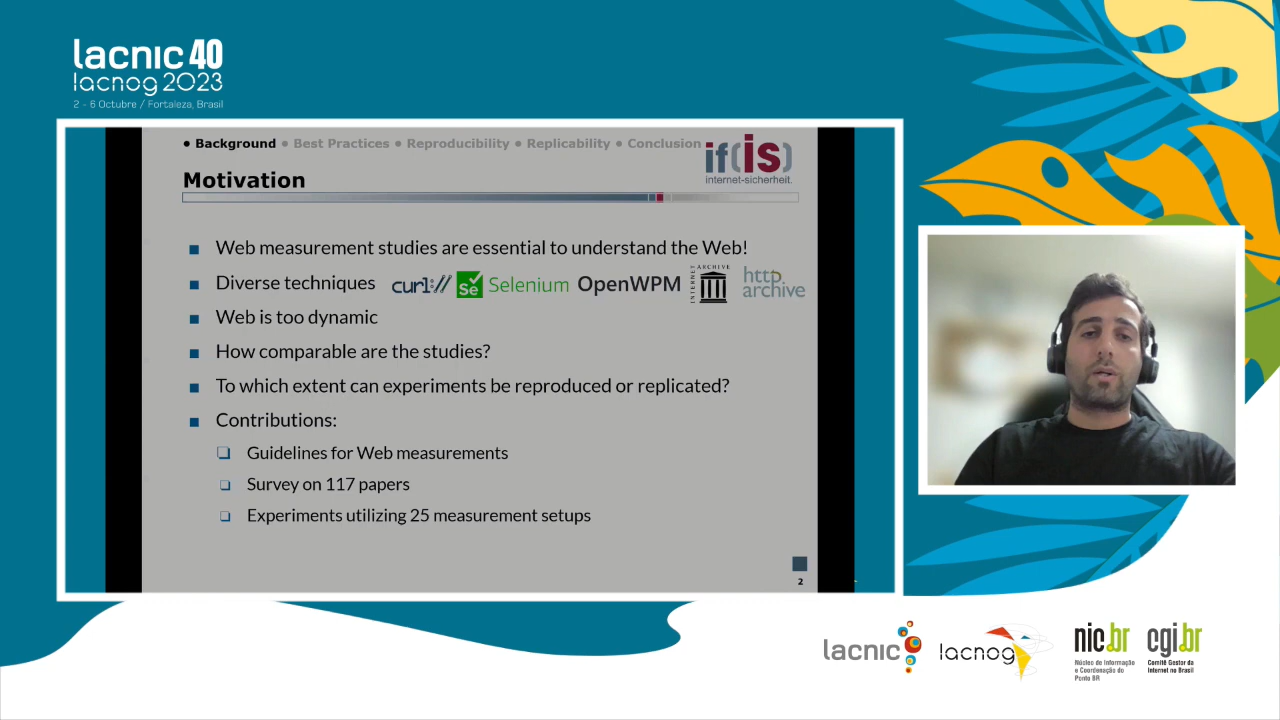 lacnic 40
lacnog 2023
2 - 6 Octubre / Fortaleza, Brasil
● Background ● Best Practices ● Reproducibility ● Replicability ● Conclusion
if(is)
internet-sicherheit.
Motivation
Web measurement studies are essential to understand the Web!
Diverse techniques
curl://
Se Selenium
OpenWPM
INTERNET ARCHIVE
http archive
Web is too dynamic
How comparable are the studies?
To which extent can experiments be reproduced or replicated?
Contributions:
Guidelines for Web measurements
Survey on 117 papers
Experiments utilizing 25 measurement setups
2
lacnic
lacnog
nic.br
Núcleo de Informação
e Coordenação do
Ponto BR
cgi.br
Comitê Gestor da
Internet no Brasil